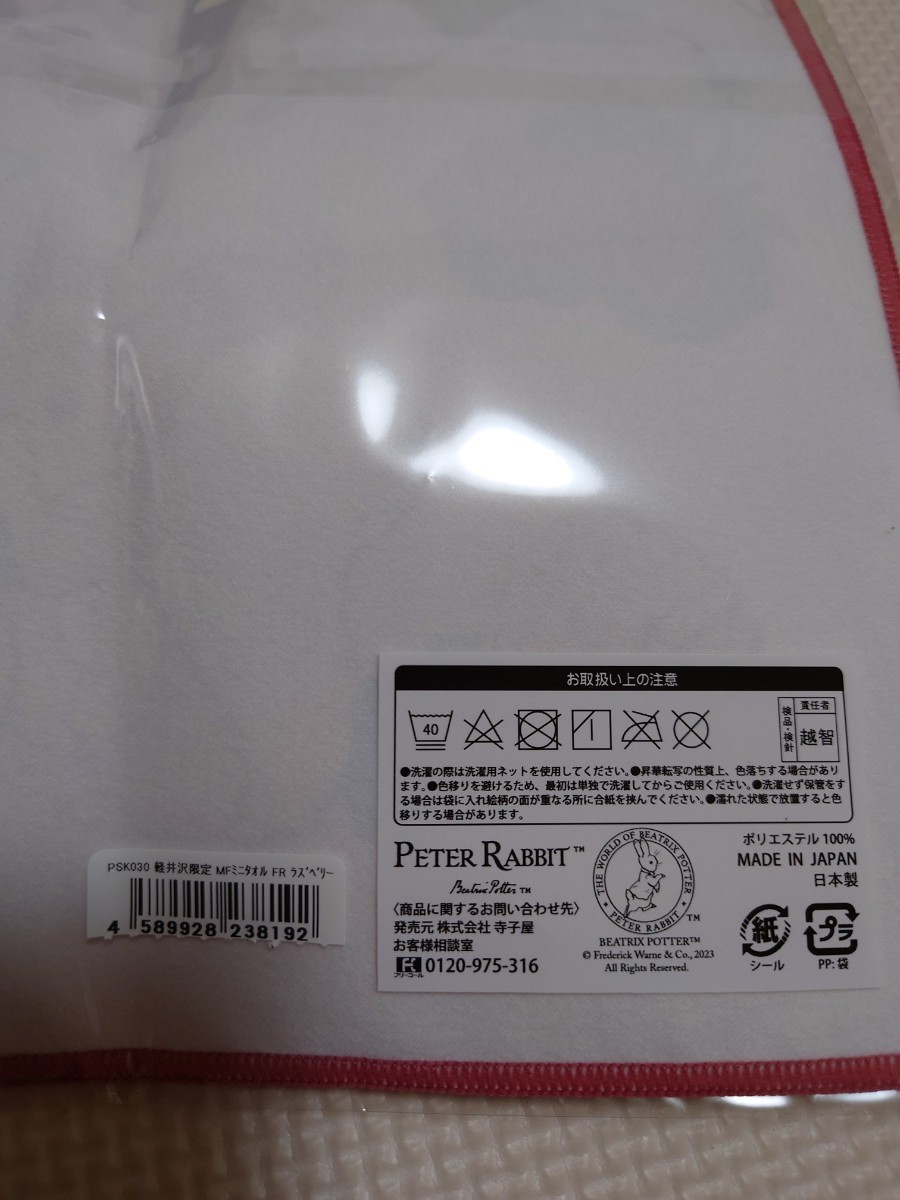 お取扱い上の注意
40
検品・検針
責任者
越智
●洗濯の際は洗濯用ネットを使用してください。●昇華転写の性質上、色落ちする場合があり
ます。●色移りを避けるため、最初は単独で洗濯してからご使用ください。●洗濯せず保管をす
る場合は袋に入れ絵柄の面が重なる所に合紙を挟んでください。●濡れた状態で放置すると色
移りする場合があります。
PETER RABBIT™
Beatrix Potter™
〈商品に関するお問い合わせ先〉
発売元 株式会社 寺子屋
お客様相談室
フリーコール
0120-975-316
THE WORLD OF BEATRIX POTTER
PETER RABBIT
TM
BEATRIX POTTER™
© Frederick Warne & Co., 2023
All Rights Reserved.
ポリエステル 100%
MADE IN JAPAN
日本製
紙
シール
プラ
PP: 袋
PSK030 軽井沢限定 MFミニタオル FR ラズベリー
4 589928 238192